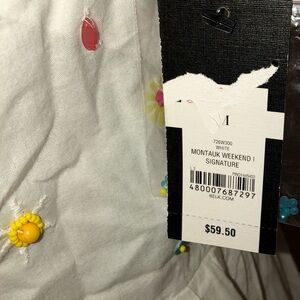 M
726W300
WHITE
MONTAUK WEEKEND |
SIGNATURE
480007687297
BELK.COM
$59.50